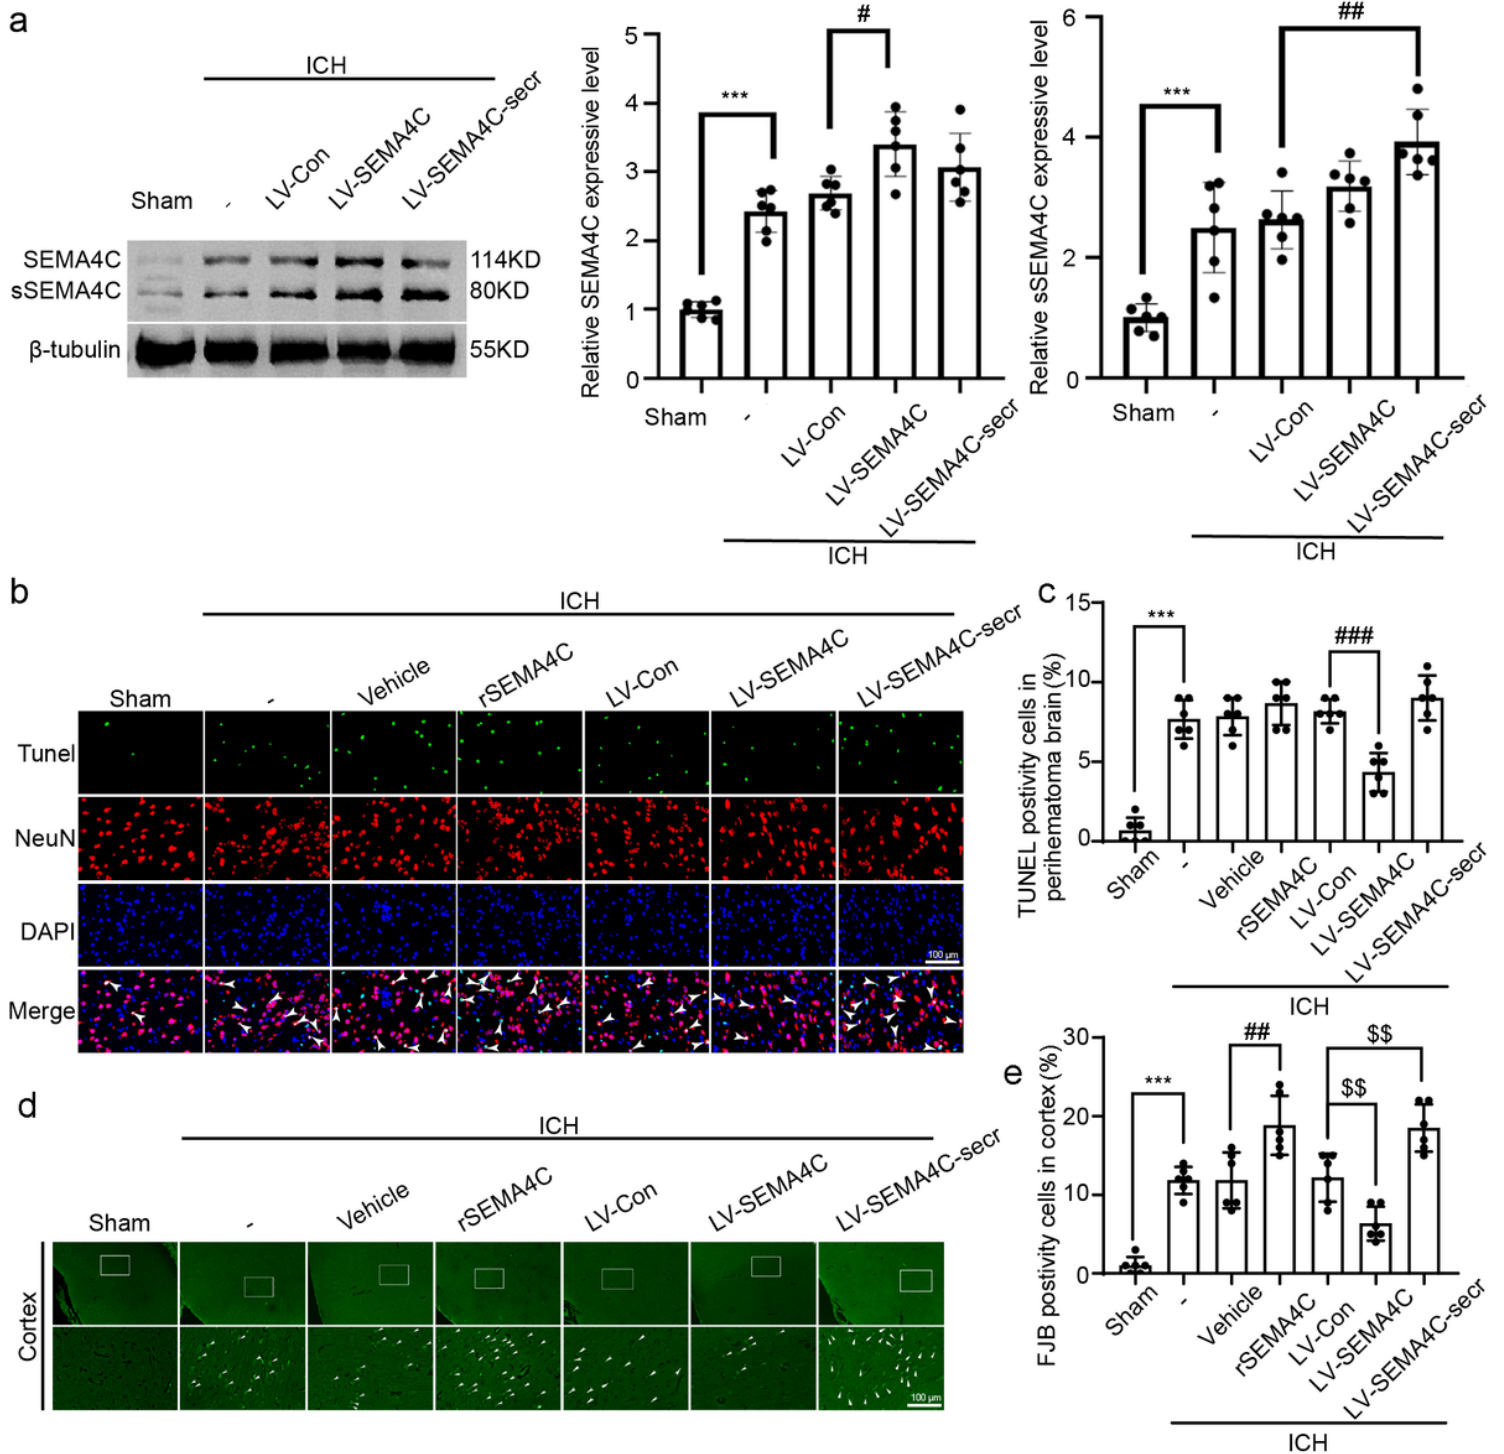 a
ICH
Sham
-
LV-Con
LV-SEMA4C
LV-SEMA4C-secr
SEMA4C
114KD
sSEMA4C
80KD
β-tubulin
55KD
Relative SEMA4C expressive level
5
4
3
2
1
0
***
#
Sham
-
LV-Con
LV-SEMA4C
LV-SEMA4C-secr
ICH
Relative sSEMA4C expressive level
6
4
2
0
***
##
Sham
-
LV-Con
LV-SEMA4C
LV-SEMA4C-secr
ICH
b
ICH
Sham
-
Vehicle
rSEMA4C
LV-Con
LV-SEMA4C
LV-SEMA4C-secr
Tunel
NeuN
DAPI
100 μm
Merge
c
TUNEL postivity cells in
perihematoma brain (%)
15
10
5
0
***
###
Sham
-
Vehicle
rSEMA4C
LV-Con
LV-SEMA4C
LV-SEMA4C-secr
ICH
d
ICH
Sham
-
Vehicle
rSEMA4C
LV-Con
LV-SEMA4C
LV-SEMA4C-secr
Cortex
100 μm
e
FJB postivity cells in cortex (%)
30
20
10
0
***
##
$$
$$
Sham
-
Vehicle
rSEMA4C
LV-Con
LV-SEMA4C
LV-SEMA4C-secr
ICH